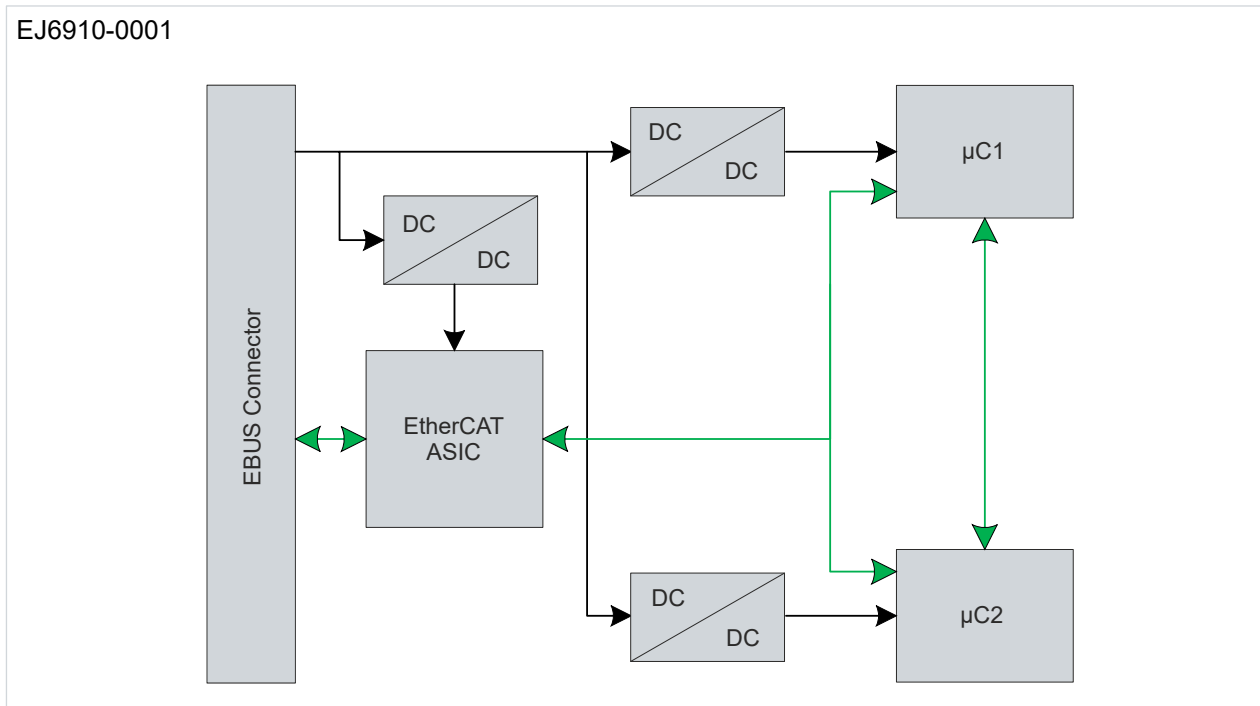 EJ6910-0001
DC
DC
µC1
DC
DC
EBUS Connector
EtherCAT
ASIC
DC
DC
µC2